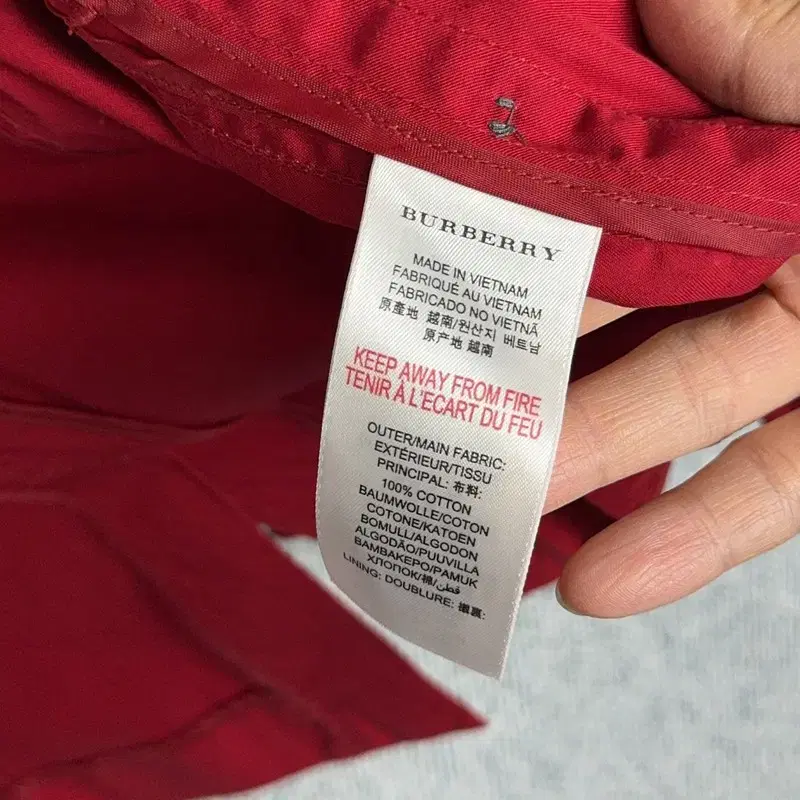 BURBERRY
MADE IN VIETNAM
FABRIQUÉ AU VIETNAM
FABRICADO NO VIETNÃ
原產地 越南/원산지 베트남
原产地 越南
KEEP AWAY FROM FIRE
TENIR À L'ECART DU FEU
OUTER/MAIN FABRIC:
EXTÉRIEUR/TISSU
PRINCIPAL: 布料:
100% COTTON
BAUMWOLLE/COTON
COTONE/KATOEN
BOMULL/ALGODON
ALGODÃO/PUUVILLA
BAMBAKEPO/PAMUK
ХЛОПОК/棉/قطن
LINING: DOUBLURE: 襯裏: